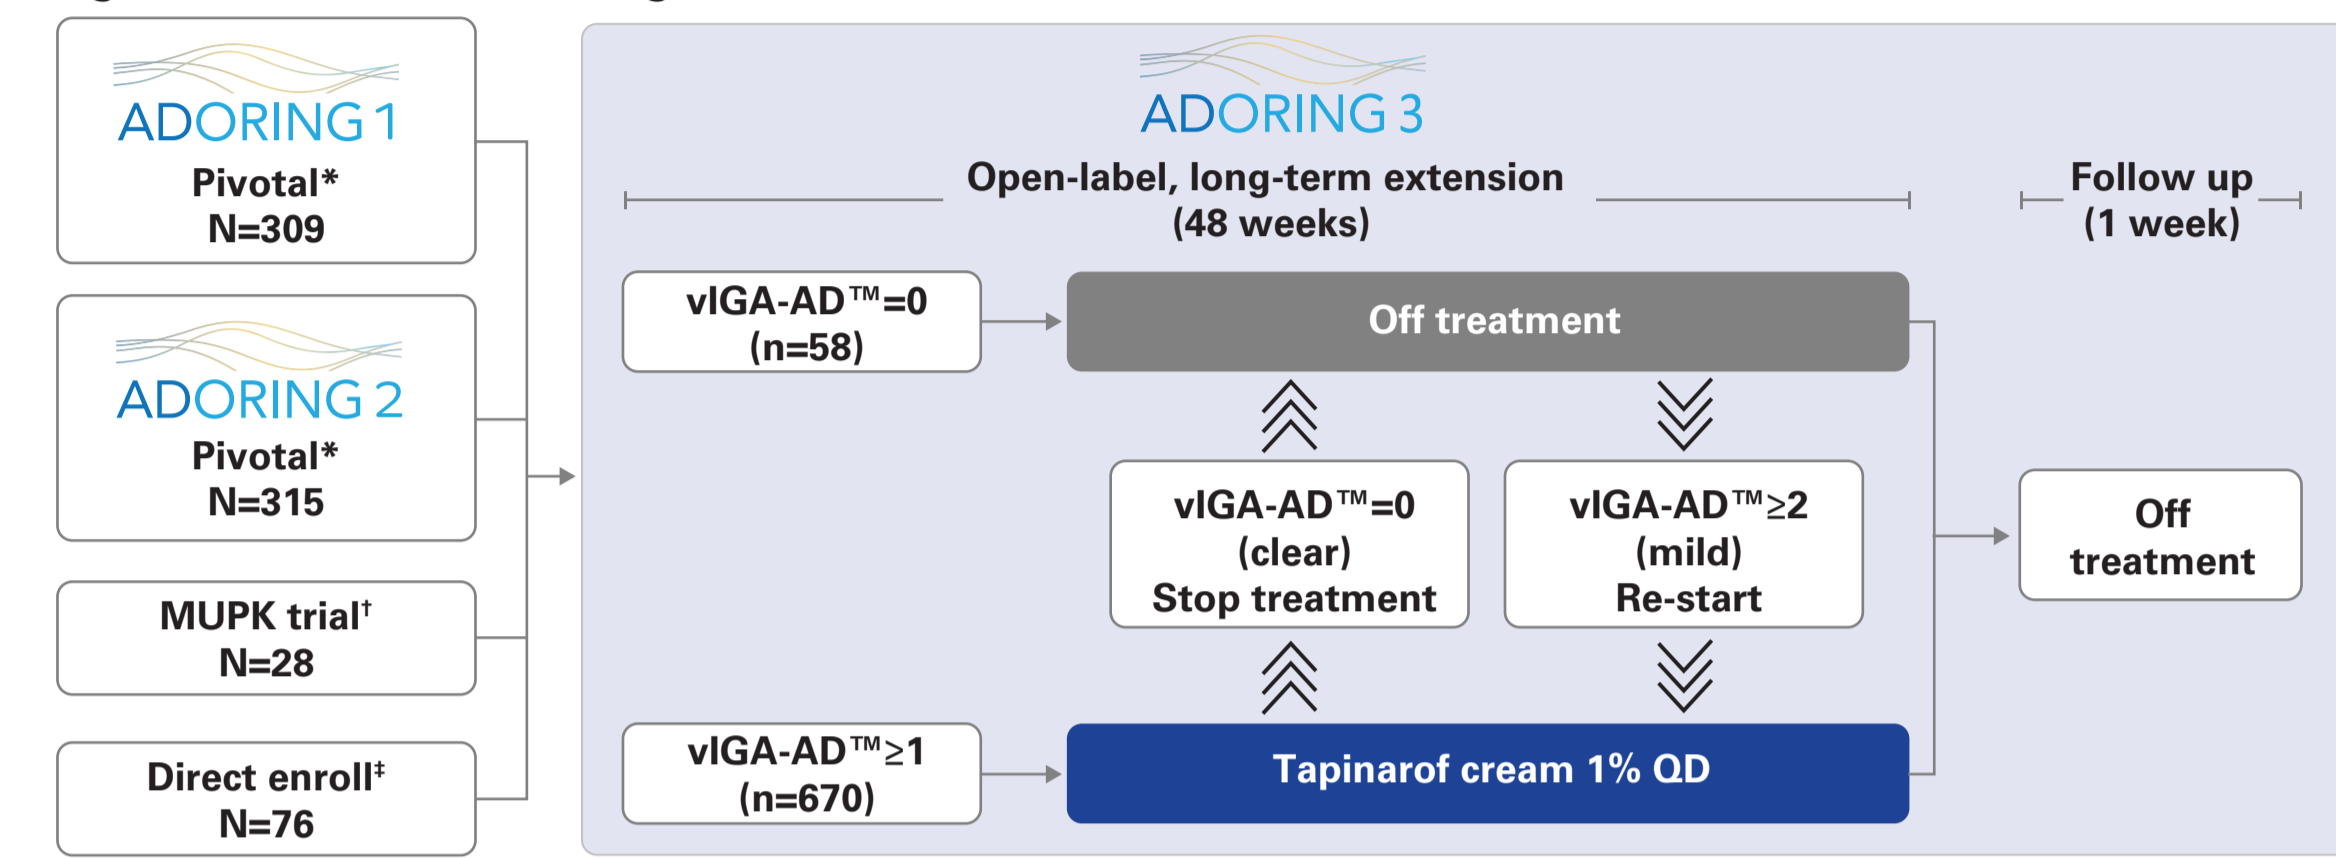 ADORING 1
Pivotal*
N=309
ADORING 2
Pivotal*
N=315
MUPK trial†
N=28
Direct enroll‡
N=76
ADORING 3
Open-label, long-term extension
(48 weeks)
Follow up
(1 week)
vIGA-AD™=0
(n=58)
Off treatment
vIGA-AD™=0
(clear)
Stop treatment
vIGA-AD™≥2
(mild)
Re-start
vIGA-AD™≥1
(n=670)
Tapinarof cream 1% QD
Off
treatment